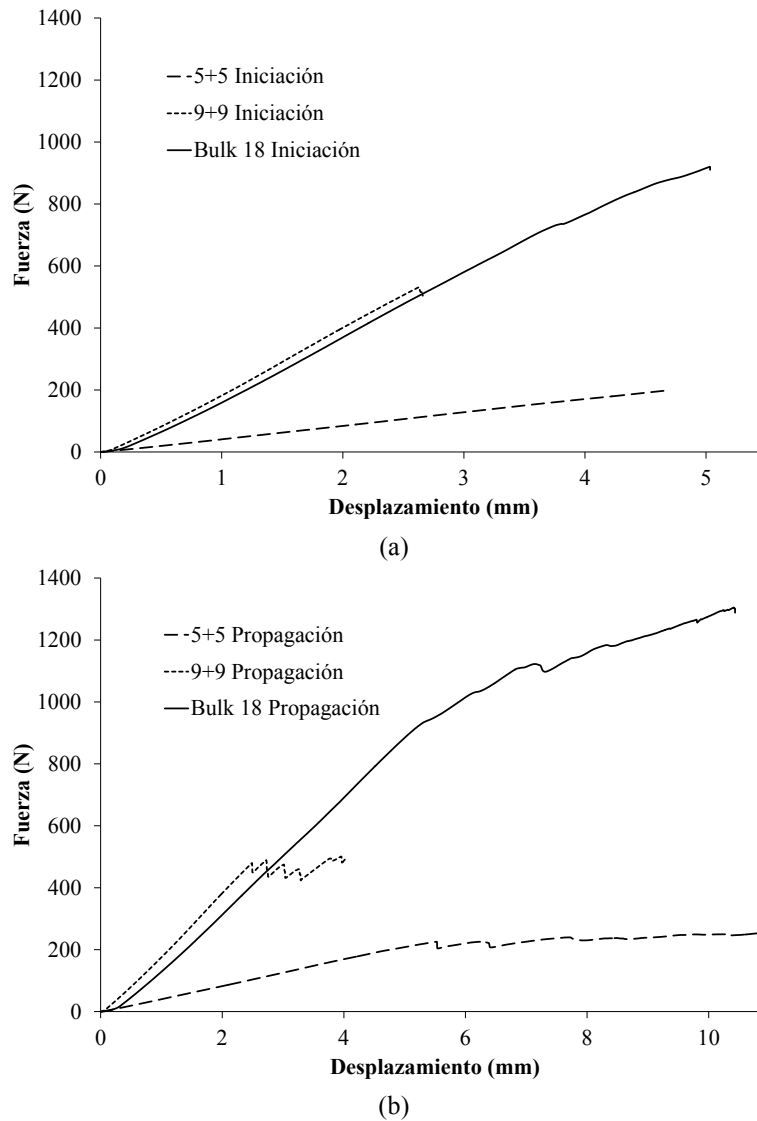 1400
1200
1000
800
600
400
200
0
Fuerza (N)
5+5 Iniciación
9+9 Iniciación
Bulk 18 Iniciación
0 1 2 3 4 5
Desplazamiento (mm)
(a)
1400
1200
1000
800
600
400
200
0
Fuerza (N)
5+5 Propagación
9+9 Propagación
Bulk 18 Propagación
0 2 4 6 8 10
Desplazamiento (mm)
(b)